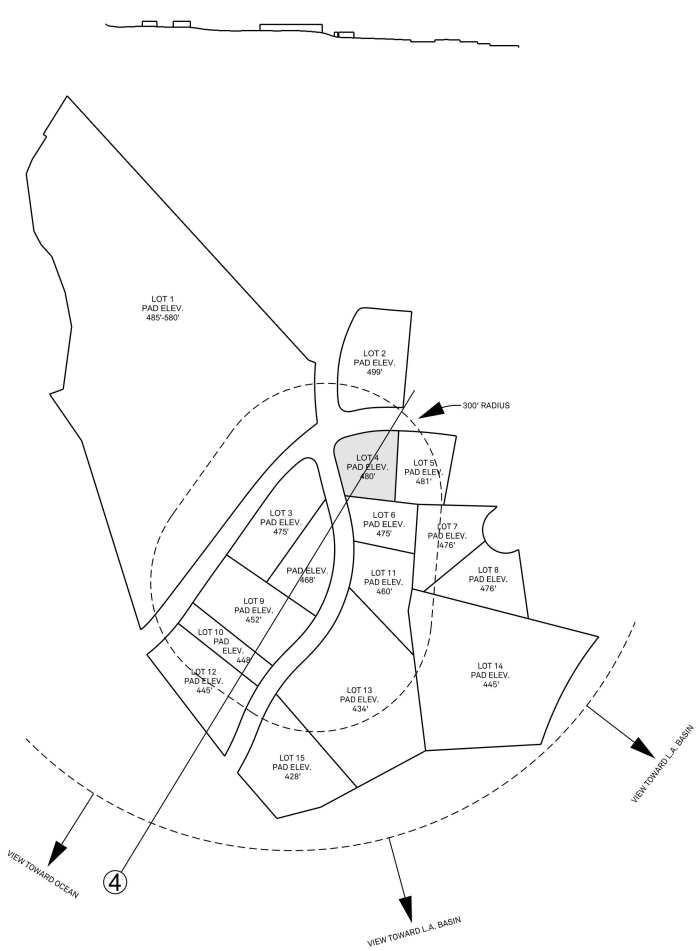 LOT 1
PAD ELEV.
485'-580'
LOT 2
PAD ELEV.
499'
300' RADIUS
LOT 4
PAD ELEV.
480'
LOT 5
PAD ELEV.
481'
LOT 3
PAD ELEV.
475'
LOT 6
PAD ELEV.
475'
LOT 7
PAD ELEV.
476'
PAD ELEV.
468'
LOT 11
PAD ELEV.
460'
LOT 8
PAD ELEV.
476'
LOT 9
PAD ELEV.
452'
LOT 10
PAD
ELEV.
448
LOT 12
PAD ELEV.
445'
LOT 13
PAD ELEV.
434'
LOT 14
PAD ELEV.
445'
LOT 15
PAD ELEV.
428'
VIEW TOWARD L.A. BASIN
VIEW TOWARD OCEAN
4
VIEW TOWARD L.A. BASIN